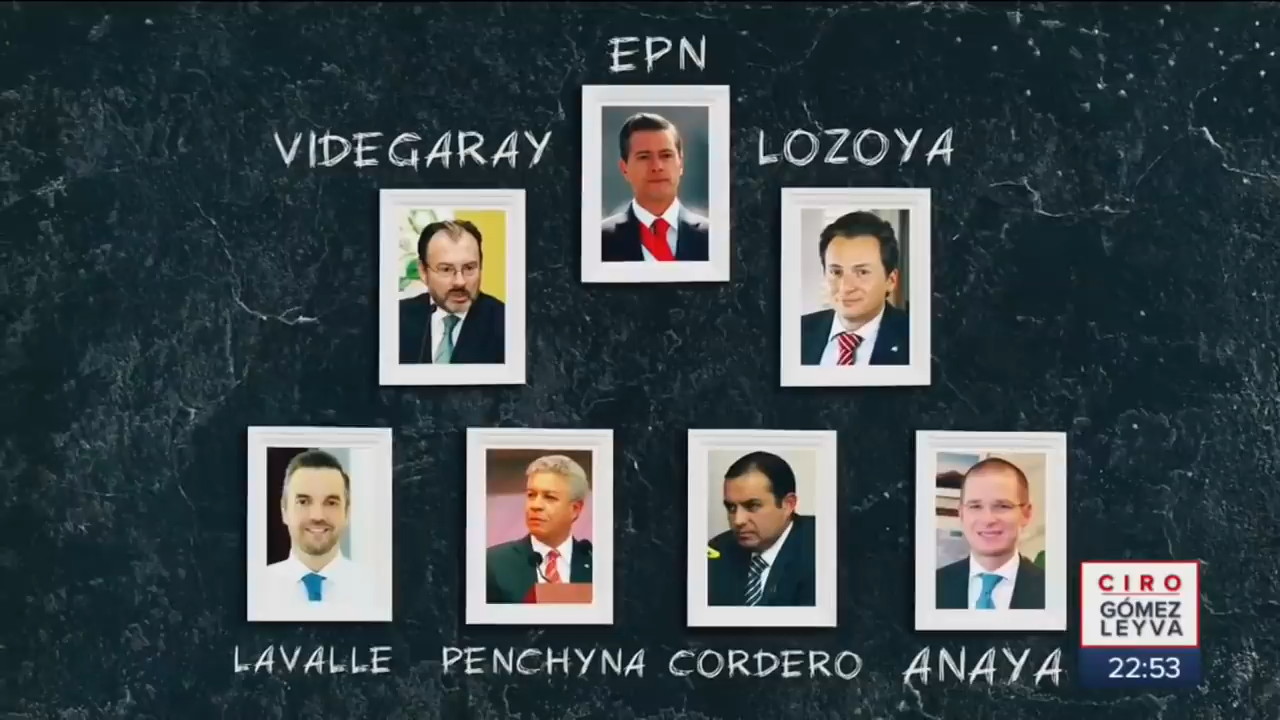 EPN
VIDEGARAY
LOZOYA
LAVALLE
PENCHYNA
CORDERO
ANAYA
CIRO
GÓMEZ
LEYVA
22:53